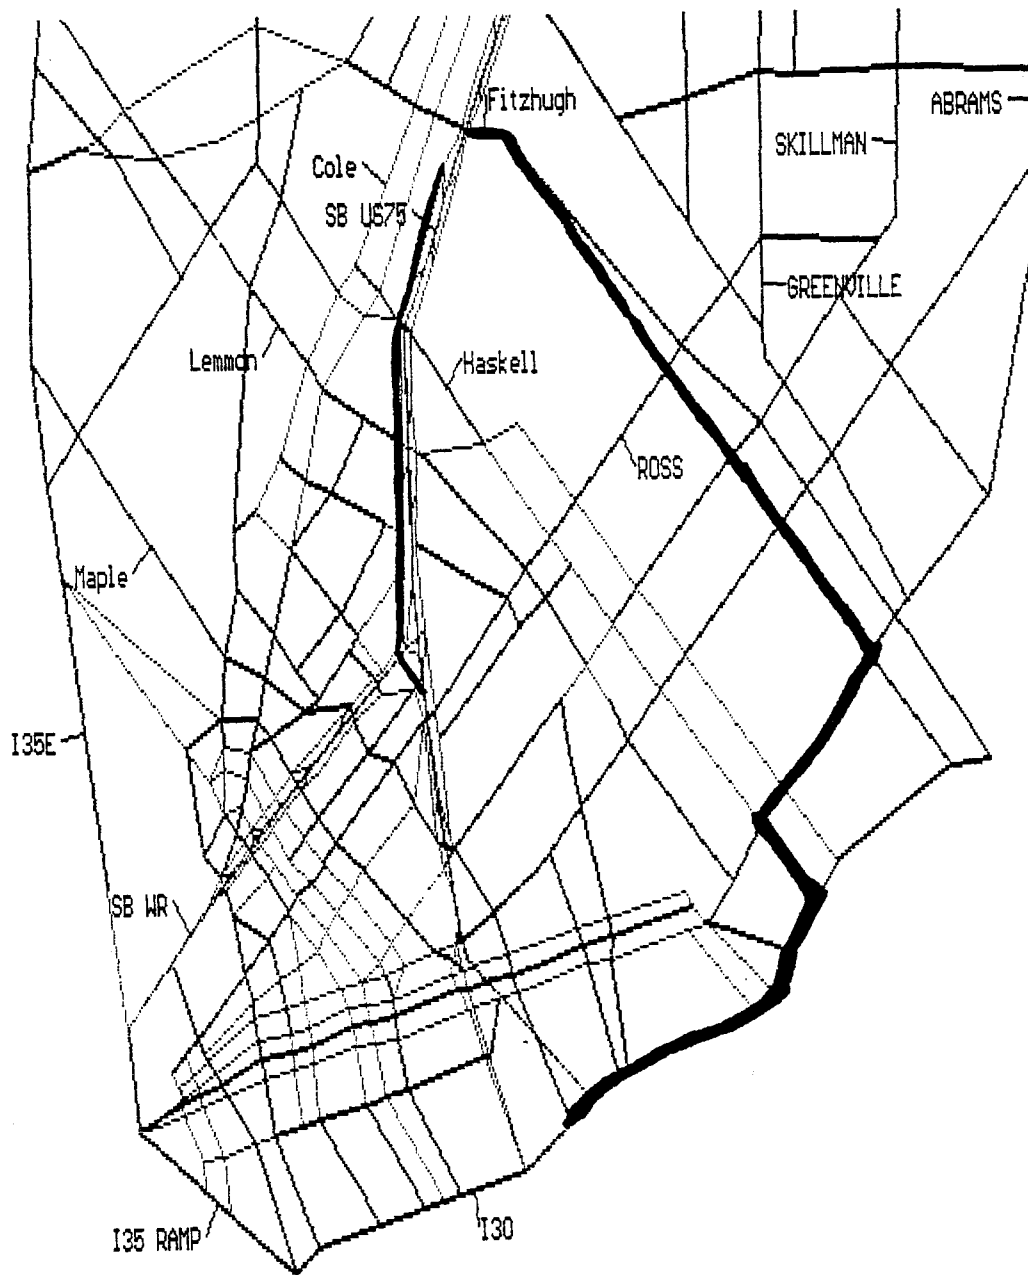 Fitzhugh
ABRAMS
SKILLMAN
Cole
SB US75
GREENVILLE
Lemmon
Haskell
ROSS
Maple
I35E
SB WR
I35 RAMP
I30